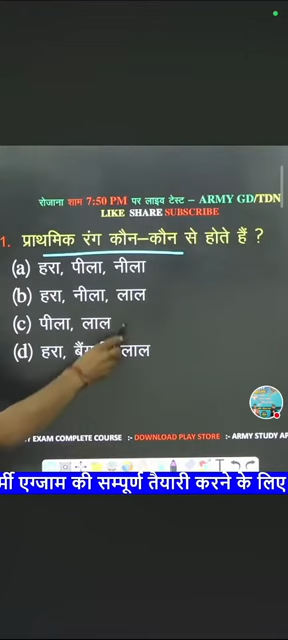 रोजाना शाम 7:50 PM पर लाइव टेस्ट – ARMY GD/TDN
LIKE SHARE SUBSCRIBE
1. प्राथमिक रंग कौन–कौन से होते हैं ?
(a) हरा, पीला, नीला
(b) हरा, नीला, लाल
(c) पीला, लाल
(d) हरा, लाल
EXAM COMPLETE COURSE :- DOWNLOAD PLAY STORE :- ARMY STUDY
एग्जाम की सम्पूर्ण तैयारी करने के लिए